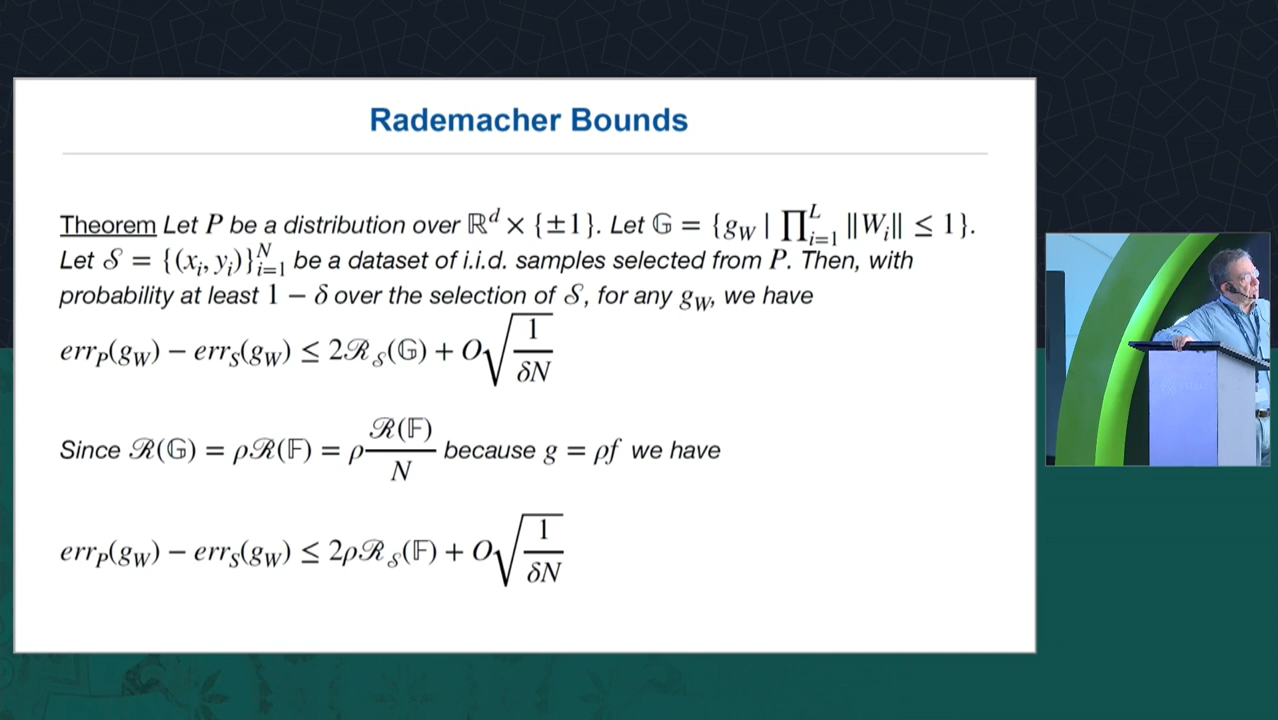 Rademacher Bounds
Theorem Let P be a distribution over ℝ^d × {±1}. Let 𝔾 = {g_W | ∏_{i=1}^L ||W_i|| ≤ 1}.
Let 𝒮 = {(x_i, y_i)}_{i=1}^N be a dataset of i.i.d. samples selected from P. Then, with
probability at least 1 − δ over the selection of 𝒮, for any g_W, we have
err_P(g_W) − err_S(g_W) ≤ 2ℛ_𝒮(𝔾) + O√(1/δN)
Since ℛ(𝔾) = ρℛ(𝔽) = ρ ℛ(𝔽)/N because g = ρf we have
err_P(g_W) − err_S(g_W) ≤ 2ρℛ_𝒮(𝔽) + O√(1/δN)